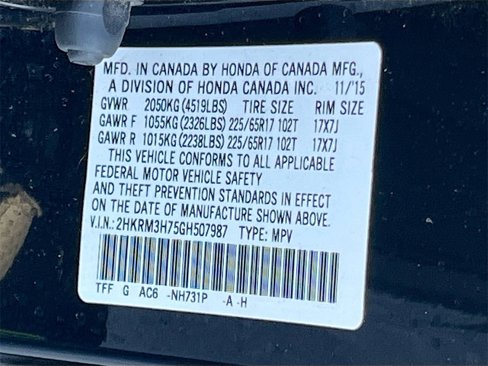 MFD. IN CANADA BY HONDA OF CANADA MFG.,
A DIVISION OF HONDA CANADA INC. 11/'15
GVWR 2050KG (4519LBS) TIRE SIZE RIM SIZE
GAWR F 1055KG (2326LBS) 225/65R17 102T 17X7J
GAWR R 1015KG (2238LBS) 225/65R17 102T 17X7J
THIS VEHICLE CONFORMS TO ALL APPLICABLE
FEDERAL MOTOR VEHICLE SAFETY
AND THEFT PREVENTION STANDARDS IN EFFECT
ON THE DATE OF MANUFACTURE SHOWN ABOVE.
V.I.N.: 2HKRM3H75GH507987 TYPE: MPV
TFF G AC6 -NH731P -A -H